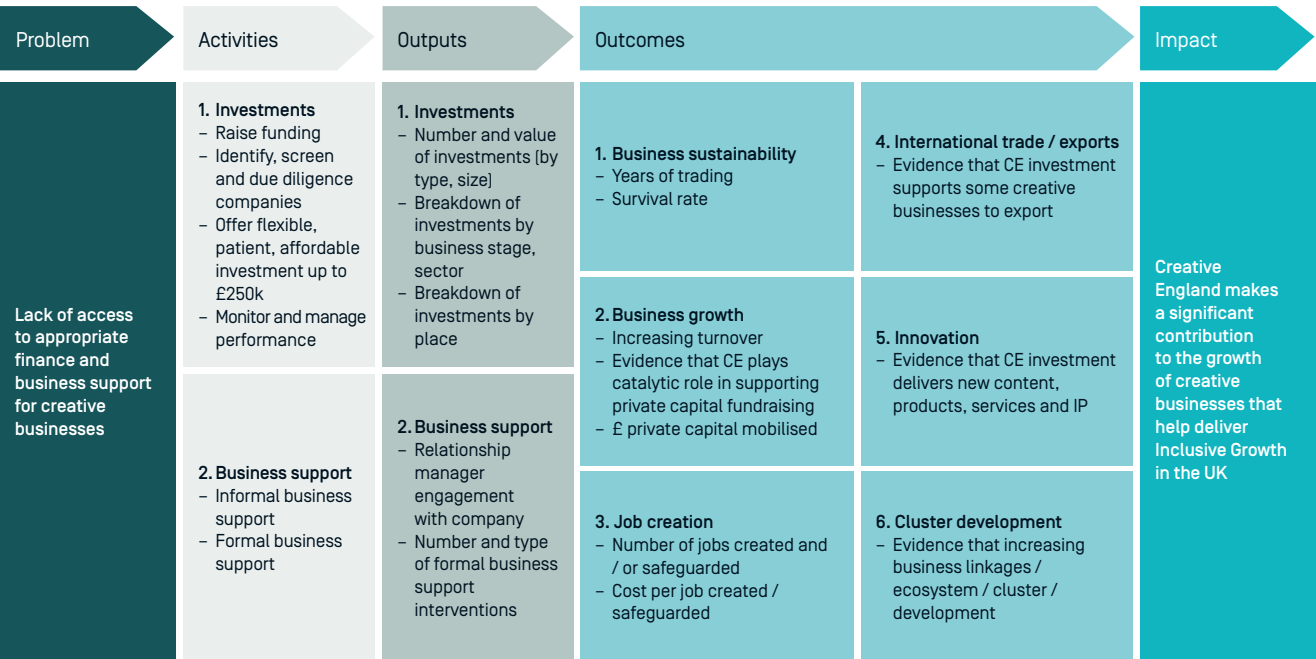 Problem
Activities
Outputs
Outcomes
Impact
Lack of access
to appropriate
finance and
business support
for creative
businesses
1. Investments
– Raise funding
– Identify, screen
and due diligence
companies
– Offer flexible,
patient, affordable
investment up to
£250k
– Monitor and manage
performance
2. Business support
– Informal business
support
– Formal business
support
1. Investments
– Number and value
of investments (by
type, size)
– Breakdown of
investments by
business stage,
sector
– Breakdown of
investments by
place
2. Business support
– Relationship
manager
engagement
with company
– Number and type
of formal business
support
interventions
1. Business sustainability
– Years of trading
– Survival rate
2. Business growth
– Increasing turnover
– Evidence that CE plays
catalytic role in supporting
private capital fundraising
– £ private capital mobilised
3. Job creation
– Number of jobs created and
/ or safeguarded
– Cost per job created /
safeguarded
4. International trade / exports
– Evidence that CE investment
supports some creative
businesses to export
5. Innovation
– Evidence that CE investment
delivers new content,
products, services and IP
6. Cluster development
– Evidence that increasing
business linkages /
ecosystem / cluster /
development
Creative
England makes
a significant
contribution
to the growth
of creative
businesses that
help deliver
Inclusive Growth
in the UK